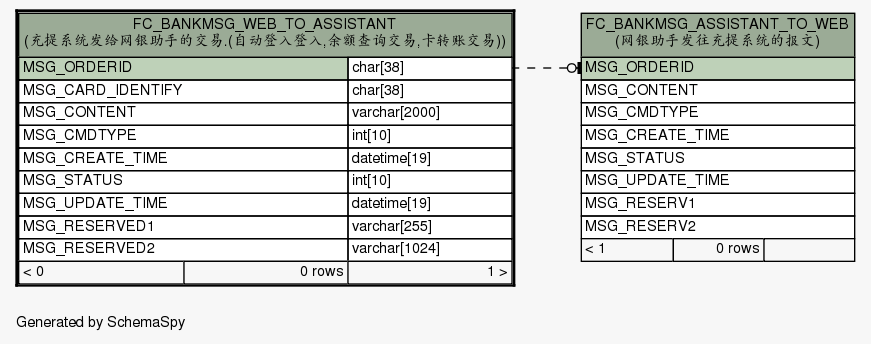 FC_BANKMSG_WEB_TO_ASSISTANT
(充提系统发给网银助手的交易.(自动登入登入,余额查询交易,卡转账交易))
MSG_ORDERID char[38]
MSG_CARD_IDENTIFY char[38]
MSG_CONTENT varchar[2000]
MSG_CMDTYPE int[10]
MSG_CREATE_TIME datetime[19]
MSG_STATUS int[10]
MSG_UPDATE_TIME datetime[19]
MSG_RESERVED1 varchar[255]
MSG_RESERVED2 varchar[1024]
< 0 0 rows 1 >
FC_BANKMSG_ASSISTANT_TO_WEB
(网银助手发往充提系统的报文)
MSG_ORDERID
MSG_CONTENT
MSG_CMDTYPE
MSG_CREATE_TIME
MSG_STATUS
MSG_UPDATE_TIME
MSG_RESERV1
MSG_RESERV2
< 1 0 rows
Generated by SchemaSpy